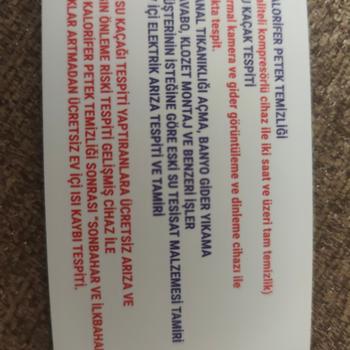 ALORİFER PETEK TEMİZLİĞİ
aliteli kompresörlü cihaz ile iki saat ve üzeri tam temizlik)
U KAÇAK TESPİTİ
rmal kamera ve gider görüntüleme ve dinleme cihazı ile
kta tespit.
ANAL TIKANIKLIĞI AÇMA, BANYO GİDER YIKAMA
AVABO, KLOZET MONTAJ VE BENZERİ İŞLER
ÜŞTERİNİN İSTEĞİNE GÖRE ESKİ SU TESİSAT MALZEMESİ TAMİRİ
İÇİ ELEKTRİK ARIZA TESPİTİ VE TAMİRİ
SU KAÇAĞI TESPİTİ YAPTIRANLARA ÜCRETSİZ ARIZA VE
IN ÖNLEME RİSKİ TESPİTİ GELİŞMİŞ CİHAZ İLE
KALORİFER PETEK TEMİZLİĞİ SONRASI "SONBAHAR VE İLKBAHA
KLAR ARTMADAN ÜCRETSİZ EV İÇİ ISI KAYBI TESPİTİ.